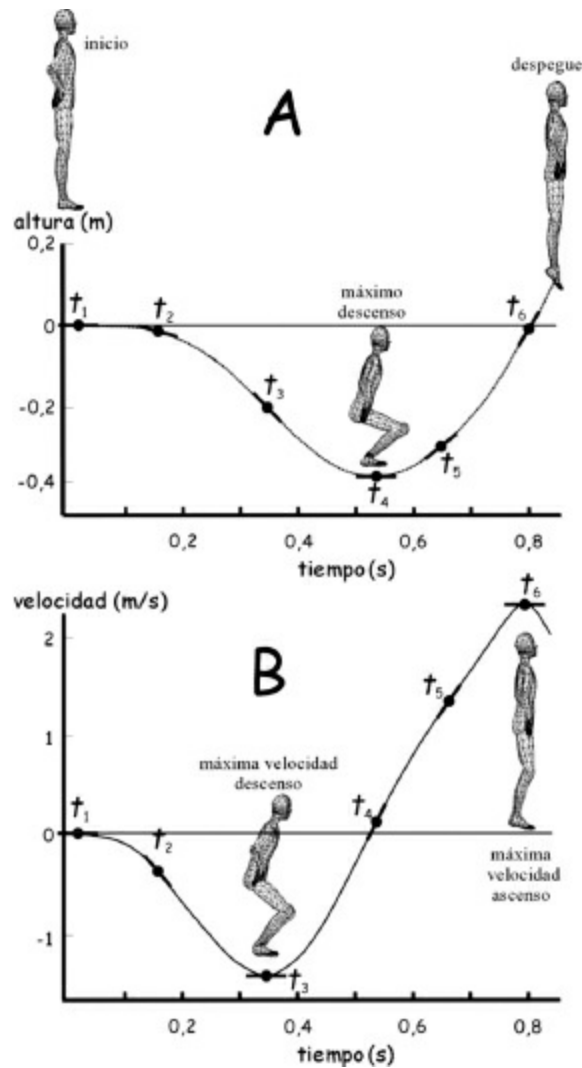 inicio
despegue
A
altura (m)
0,2
t1
t2
máximo
descenso
t6
0
t3
-0,2
t5
-0,4
t4
0,2
0,4
0,6
0,8
tiempo (s)
velocidad (m/s)
t6
2
B
t5
1
máxima velocidad
descenso
t1
t4
0
t2
máxima
velocidad
ascenso
-1
t3
0,2
0,4
0,6
0,8
tiempo (s)